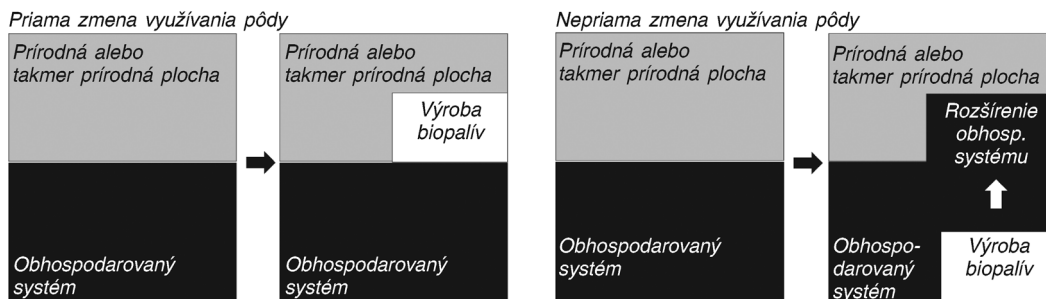 Priama zmena využívania pôdy
Prírodná alebo
takmer prírodná plocha
Obhospodarovaný
systém
Prírodná alebo
takmer prírodná plocha
Výroba
biopalív
Obhospodarovaný
systém
Nepriama zmena využívania pôdy
Prírodná alebo
takmer prírodná plocha
Obhospodarovaný
systém
Prírodná alebo
takmer prírodná plocha
Rozšírenie
obhosp.
systému
Obhospo-
darovaný
systém
Výroba
biopalív